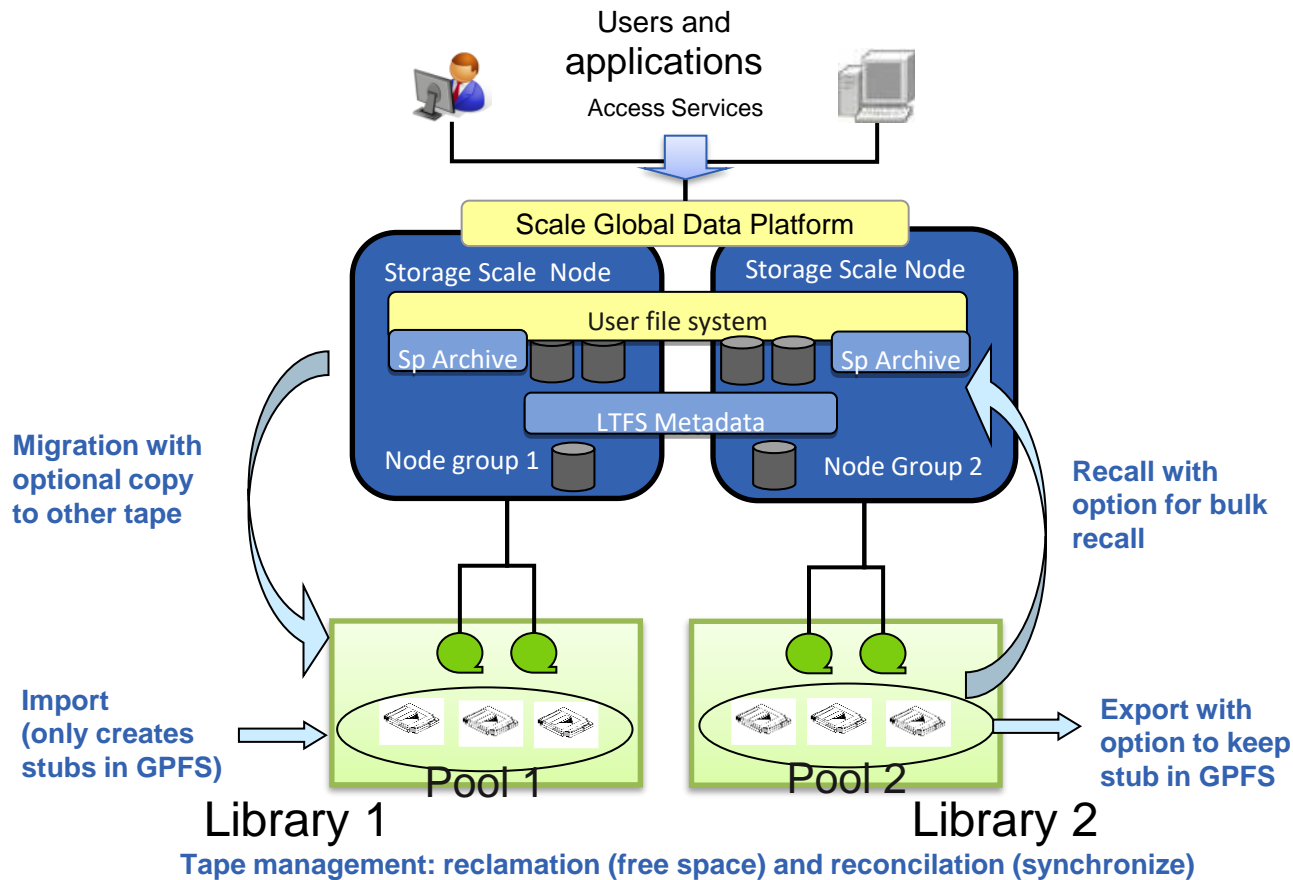 Users and
applications
Access Services
Scale Global Data Platform
Storage Scale Node
Storage Scale Node
User file system
Sp Archive
Sp Archive
LTFS Metadata
Node group 1
Node Group 2
Migration with
optional copy
to other tape
Recall with
option for bulk
recall
Import
(only creates
stubs in GPFS)
Export with
option to keep
stub in GPFS
Pool 1
Pool 2
Library 1
Library 2
Tape management: reclamation (free space) and reconcilation (synchronize)